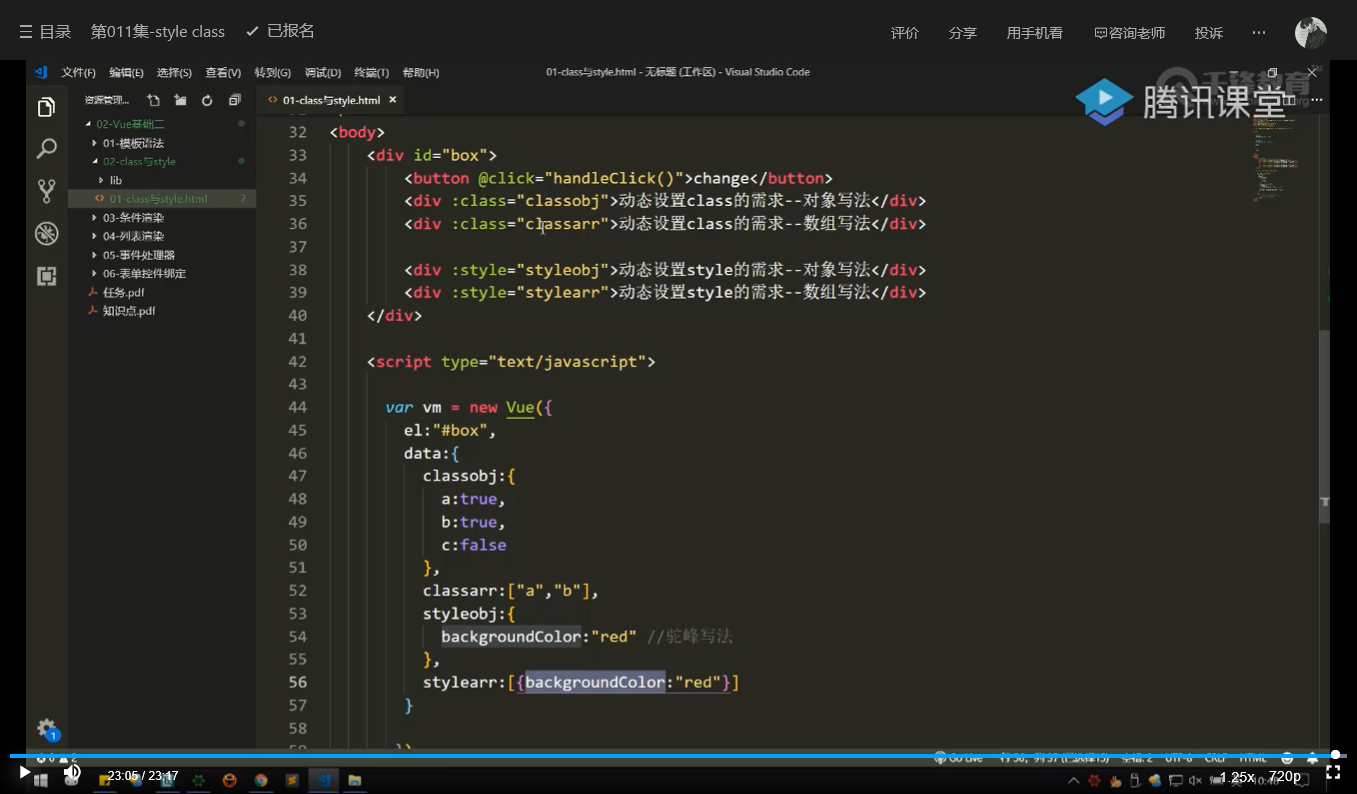 目录 第011集-style class 已报名 评价 分享 用手机看 咨询老师 投诉
文件(F) 编辑(E) 选择(S) 查看(V) 转到(G) 调试(D) 终端(T) 帮助(H) 01-class与style.html - 无标题 (工作区) - Visual Studio Code
千锋教育
腾讯课堂
资源管理... 01-class与style.html
02-Vue基础二
01-模板语法
02-class与style
lib
01-class与style.html 2
03-条件渲染
04-列表渲染
05-事件处理器
06-表单控件绑定
任务.pdf
知识点.pdf
32 <body>
33 <div id="box">
34 <button @click="handleClick()">change</button>
35 <div :class="classobj">动态设置class的需求--对象写法</div>
36 <div :class="classarr">动态设置class的需求--数组写法</div>
37
38 <div :style="styleobj">动态设置style的需求--对象写法</div>
39 <div :style="stylearr">动态设置style的需求--数组写法</div>
40 </div>
41
42 <script type="text/javascript">
43
44 var vm = new Vue({
45 el:"#box",
46 data:{
47 classobj:{
48 a:true,
49 b:true,
50 c:false
51 },
52 classarr:["a","b"],
53 styleobj:{
54 backgroundColor:"red" //驼峰写法
55 },
56 stylearr:[{backgroundColor:"red"}]
57 }
58
1
Go Live
23:05 / 23:17 1.25x 720p